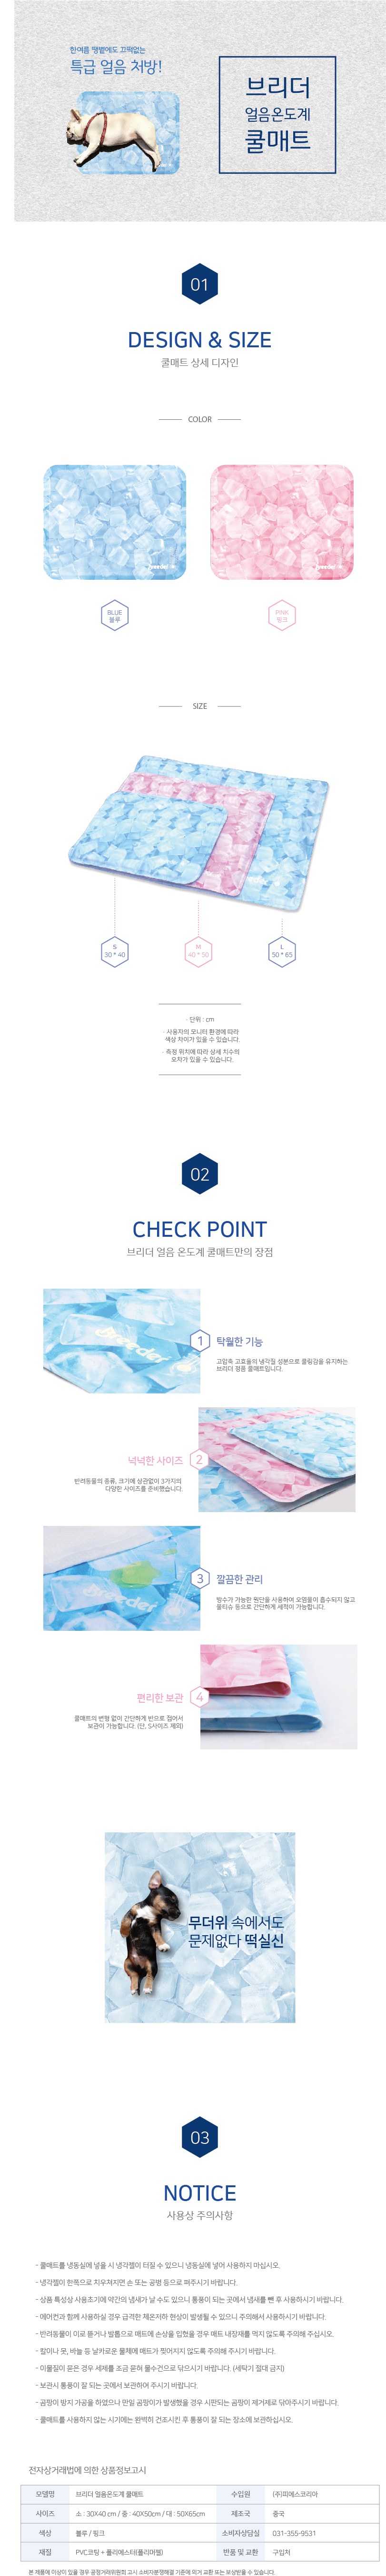 한여름 땡볕에도 끄떡없는
특급 얼음 처방!
브리더
얼음온도계
쿨매트
01
DESIGN & SIZE
쿨매트 상세 디자인
COLOR
Breeder
Breeder
BLUE
블루
PINK
핑크
SIZE
S
30 * 40
M
40 * 50
L
50 * 65
· 단위 : cm
· 사용자의 모니터 환경에 따라
색상 차이가 있을 수 있습니다.
· 측정 위치에 따라 상세 치수의
오차가 있을 수 있습니다.
02
CHECK POINT
브리더 얼음 온도계 쿨매트만의 장점
Breeder
1
탁월한 기능
고압축 고효율의 냉각질 성분으로 쿨링감을 유지하는
브리더 정품 쿨매트입니다.
넉넉한 사이즈
2
반려동물의 종류, 크기에 상관없이 3가지의
다양한 사이즈를 준비했습니다.
Breeder
3
깔끔한 관리
방수가 가능한 원단을 사용하여 오염물이 흡수되지 않고
물티슈 등으로 간단하게 세척이 가능합니다.
편리한 보관
4
쿨매트의 변형 없이 간단하게 반으로 접어서
보관이 가능합니다. (단, S사이즈 제외)
무더위 속에서도
문제없다 떡실신
03
NOTICE
사용상 주의사항
- 쿨매트를 냉동실에 넣을 시 냉각젤이 터질 수 있으니 냉동실에 넣어 사용하지 마십시오.
- 냉각젤이 한쪽으로 치우쳐지면 손 또는 공병 등으로 펴주시기 바랍니다.
- 상품 특성상 사용초기에 약간의 냄새가 날 수도 있으니 통풍이 되는 곳에서 냄새를 뺀 후 사용하시기 바랍니다.
- 에어컨과 함께 사용하실 경우 급격한 체온저하 현상이 발생될 수 있으니 주의해서 사용하시기 바랍니다.
- 반려동물이 이로 뜯거나 발톱으로 매트에 손상을 입혔을 경우 매트 내장재를 먹지 않도록 주의해 주십시오.
- 칼이나 못, 바늘 등 날카로운 물체에 매트가 찢어지지 않도록 주의해 주시기 바랍니다.
- 이물질이 묻은 경우 세제를 조금 묻혀 물수건으로 닦으시기 바랍니다. (세탁기 절대 금지)
- 보관시 통풍이 잘 되는 곳에서 보관하여 주시기 바랍니다.
- 곰팡이 방지 가공을 하였으나 만일 곰팡이가 발생했을 경우 시판되는 곰팡이 제거제로 닦아주시기 바랍니다.
- 쿨매트를 사용하지 않는 시기에는 완벽히 건조시킨 후 통풍이 잘 되는 장소에 보관하십시오.
전자상거래법에 의한 상품정보고시
모델명 브리더 얼음온도계 쿨매트 수입원 (주)피에스코리아
사이즈 소 : 30X40 cm / 중 : 40X50cm / 대 : 50X65cm 제조국 중국
색상 블루 / 핑크 소비자상담실 031-355-9531
재질 PVC코팅 + 폴리에스터(폴리머젤) 반품 및 교환 구입처
본 제품에 이상이 있을 경우 공정거래위원회 고시 소비자분쟁해결 기준에 의거 교환 또는 보상받을 수 있습니다.